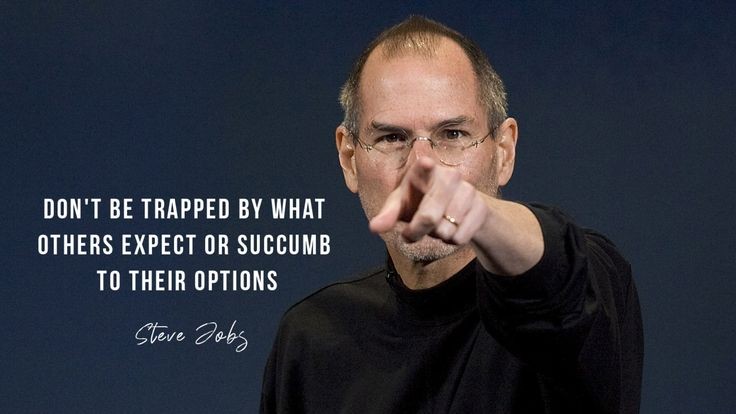 DON'T BE TRAPPED BY WHAT
OTHERS EXPECT OR SUCCUMB
TO THEIR OPTIONS
Steve Jobs